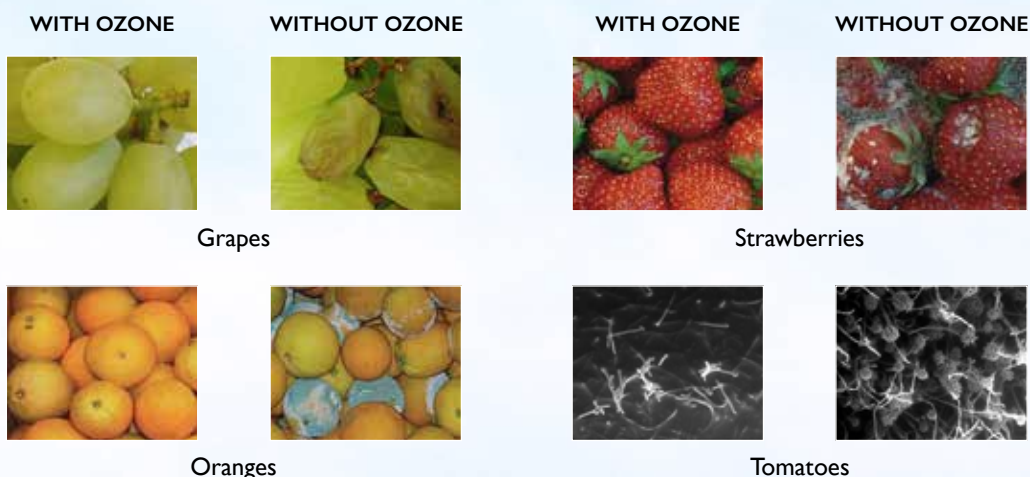 WITH OZONE WITHOUT OZONE WITH OZONE WITHOUT OZONE
Grapes Strawberries
Oranges Tomatoes